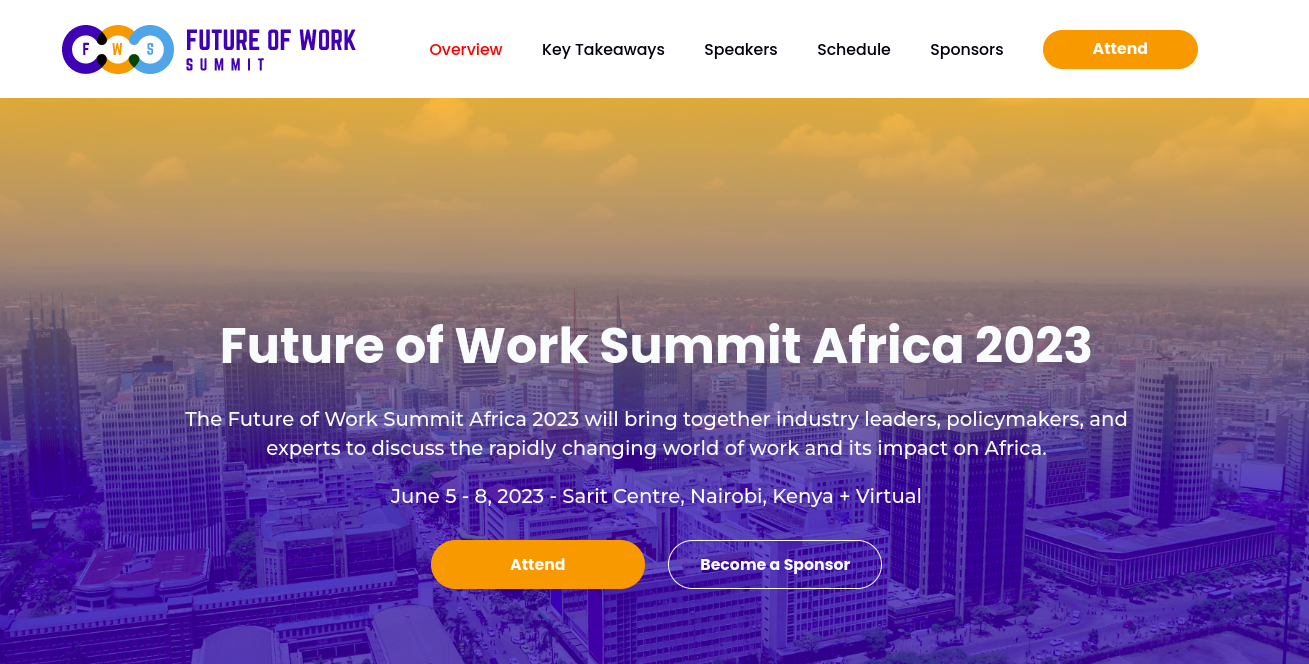 F W S
FUTURE OF WORK
SUMMIT
Overview Key Takeaways Speakers Schedule Sponsors Attend
Future of Work Summit Africa 2023
The Future of Work Summit Africa 2023 will bring together industry leaders, policymakers, and
experts to discuss the rapidly changing world of work and its impact on Africa.
June 5 - 8, 2023 - Sarit Centre, Nairobi, Kenya + Virtual
Attend Become a Sponsor